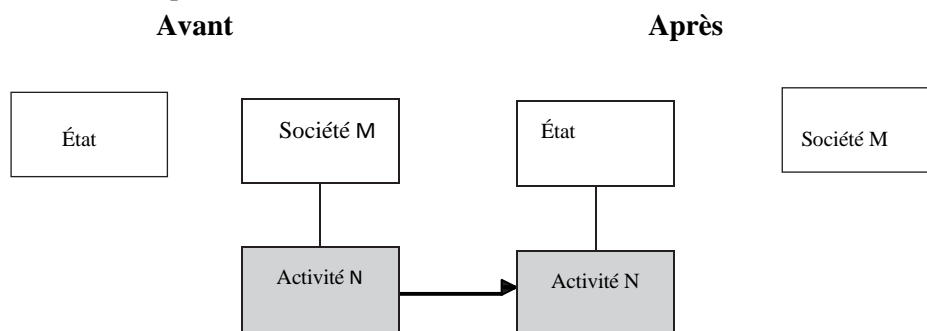 Avant Après
État Société M État Société M
Activité N Activité N